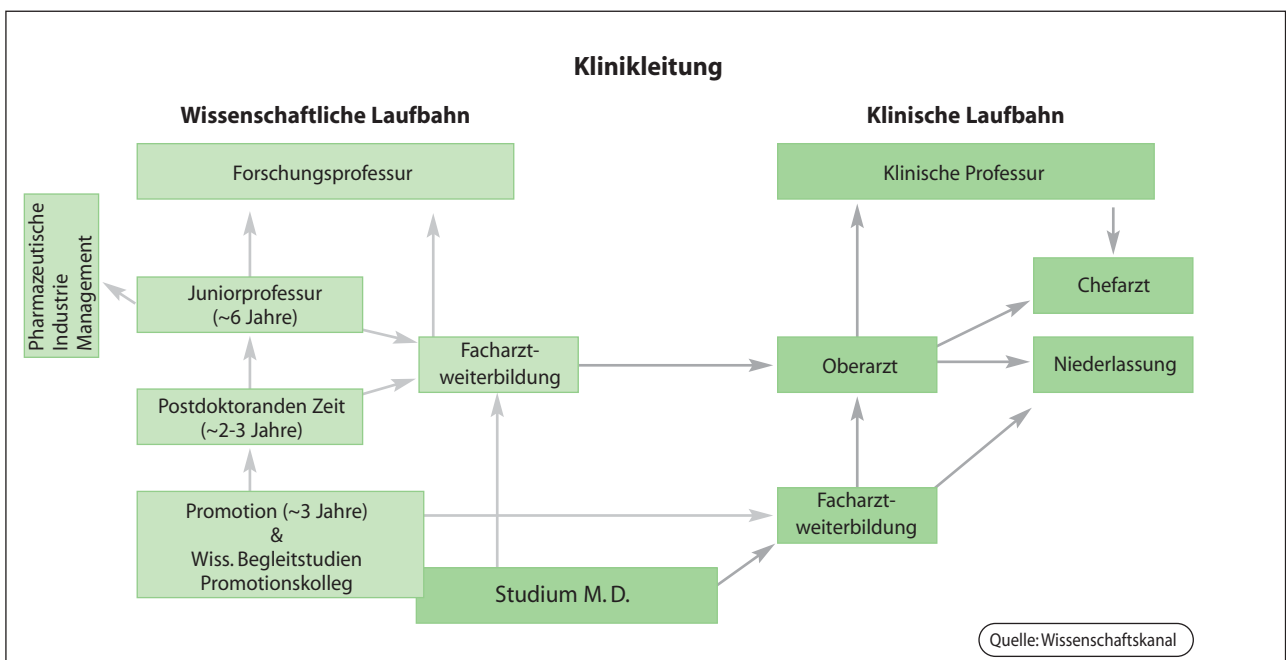 Klinikleitung
Wissenschaftliche Laufbahn
Klinische Laufbahn
Forschungsprofessur
Klinische Professur
Pharmazeutische
Industrie
Management
Juniorprofessur
(~6 Jahre)
Chefarzt
Facharzt-
weiterbildung
Oberarzt
Niederlassung
Postdoktoranden Zeit
(~2-3 Jahre)
Promotion (~3 Jahre)
&
Wiss. Begleitstudien
Promotionskolleg
Facharzt-
weiterbildung
Studium M. D.
Quelle: Wissenschaftskanal